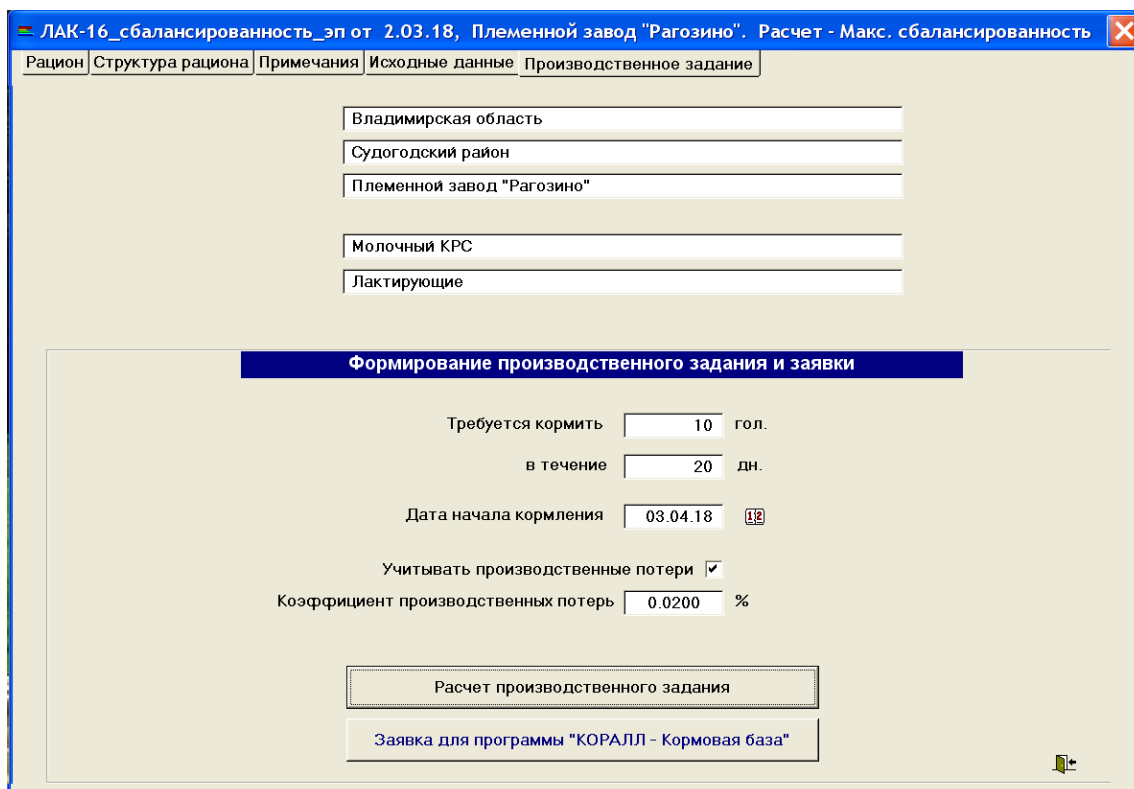 ЛАК-16_сбалансированность_эп от 2.03.18, Племенной завод "Рагозино". Расчет - Макс. сбалансированность
Рацион Структура рациона Примечания Исходные данные Производственное задание
Владимирская область
Судогодский район
Племенной завод "Рагозино"
Молочный КРС
Лактирующие
Формирование производственного задания и заявки
Требуется кормить 10 гол.
в течение 20 дн.
Дата начала кормления 03.04.18 12
Учитывать производственные потери
Коэффициент производственных потерь 0.0200 %
Расчет производственного задания
Заявка для программы "КОРАЛЛ - Кормовая база"